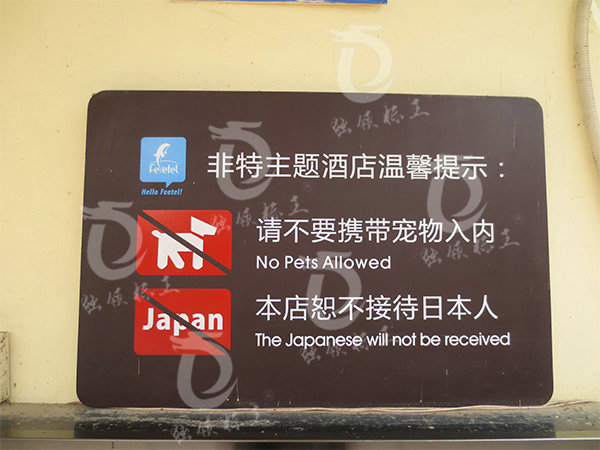 Feetel
Hello Feetel!
非特主题酒店温馨提示：
请不要携带宠物入内
No Pets Allowed
Japan
本店恕不接待日本人
The Japanese will not be received